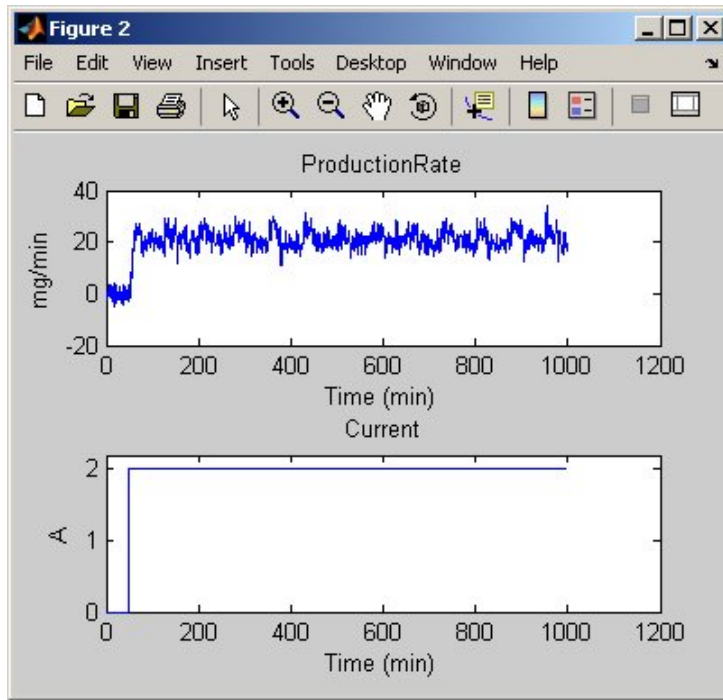 Figure 2
File Edit View Insert Tools Desktop Window Help
ProductionRate
40
20
0
-20
mg/min
0 200 400 600 800 1000 1200
Time (min)
Current
2
1
0
A
0 200 400 600 800 1000 1200
Time (min)